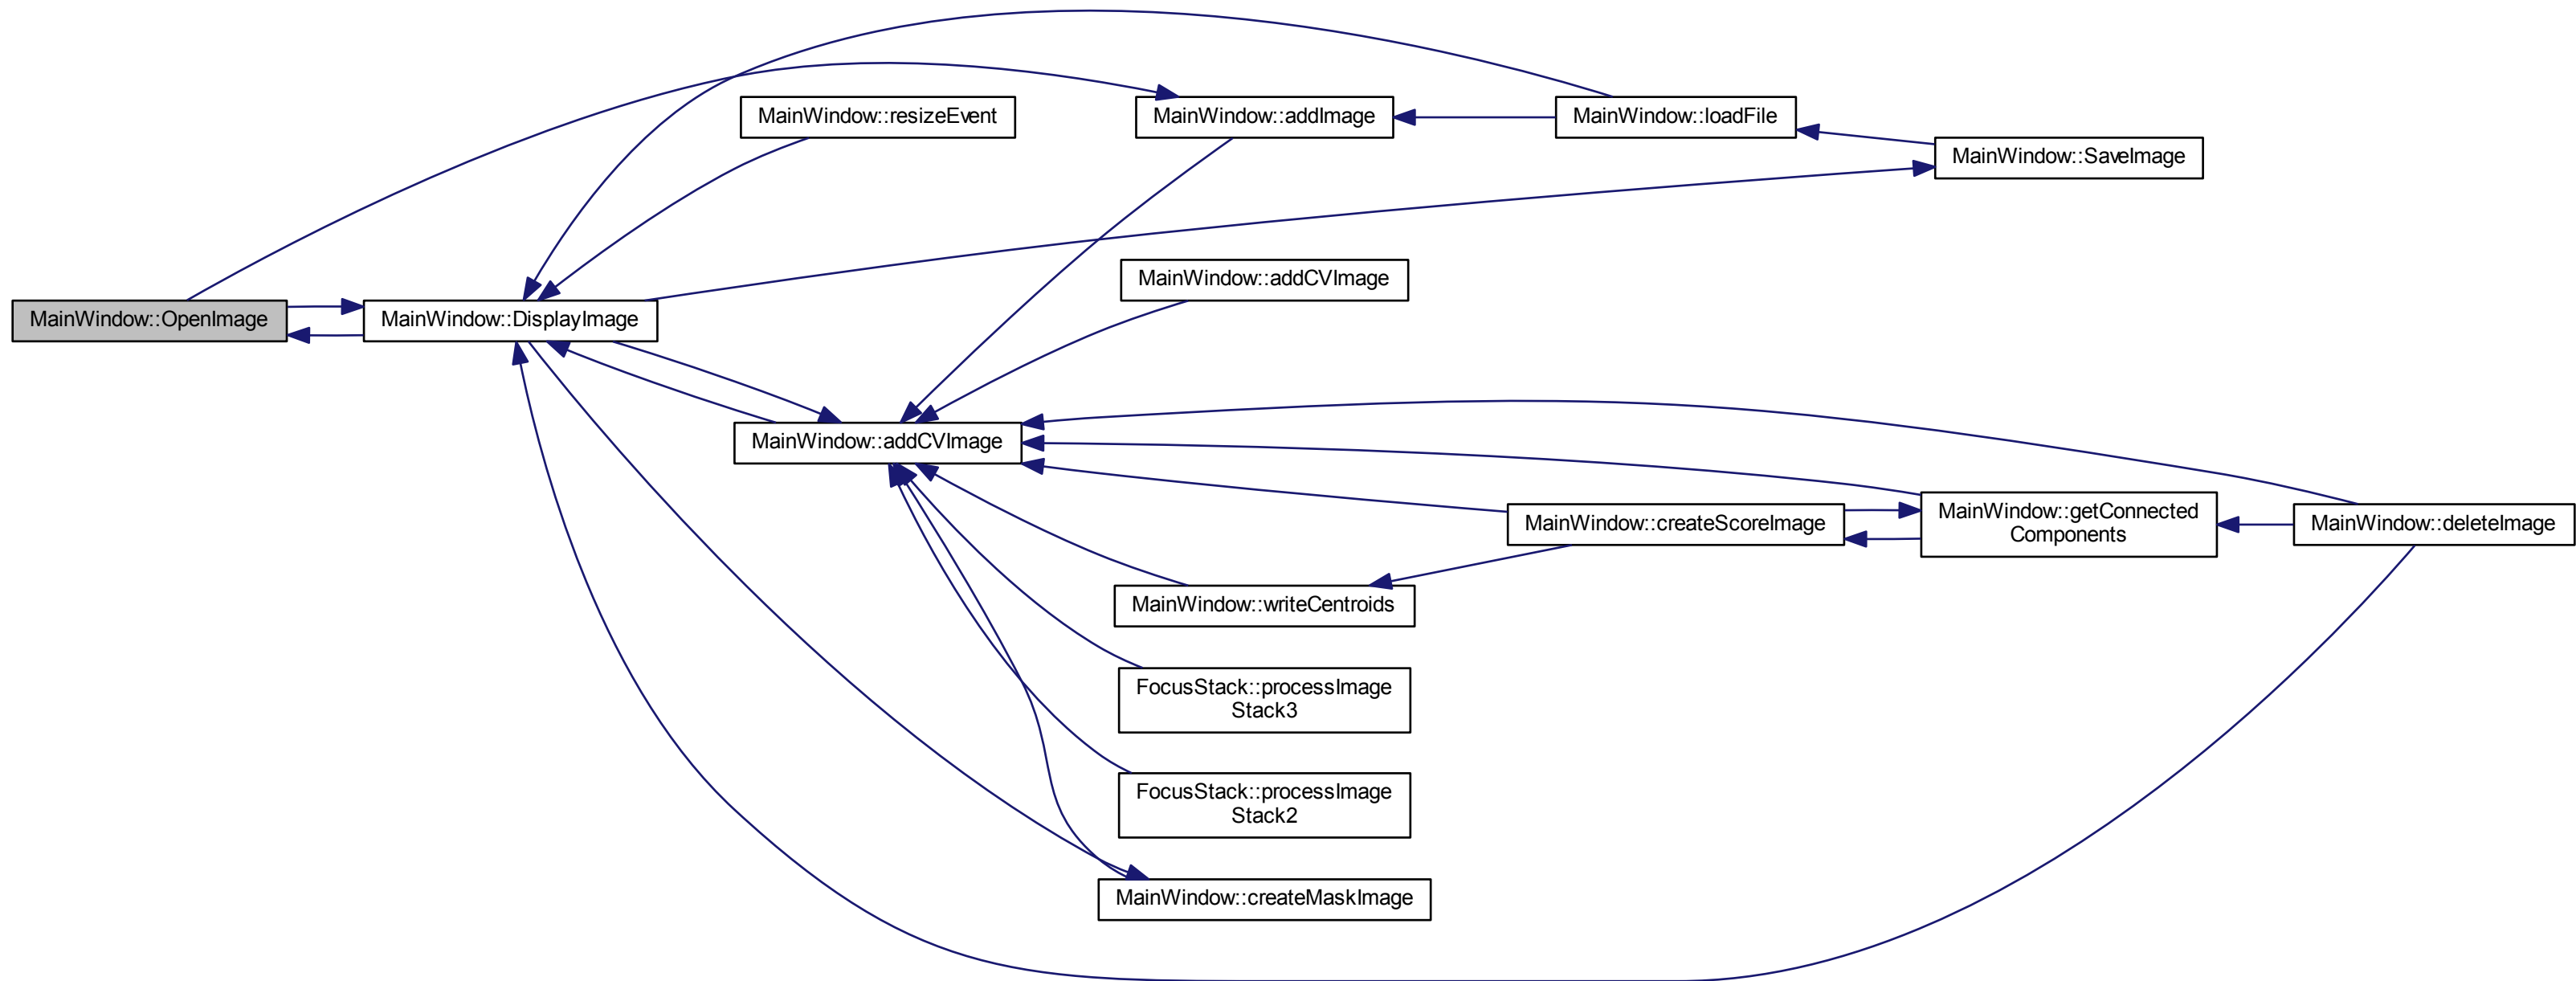 MainWindow::resizeEvent
MainWindow::addImage
MainWindow::loadFile
MainWindow::SaveImage
MainWindow::addCVImage
MainWindow::OpenImage
MainWindow::DisplayImage
MainWindow::addCVImage
MainWindow::createScoreImage
MainWindow::getConnected
Components
MainWindow::deleteImage
MainWindow::writeCentroids
FocusStack::processImage
Stack3
FocusStack::processImage
Stack2
MainWindow::createMaskImage